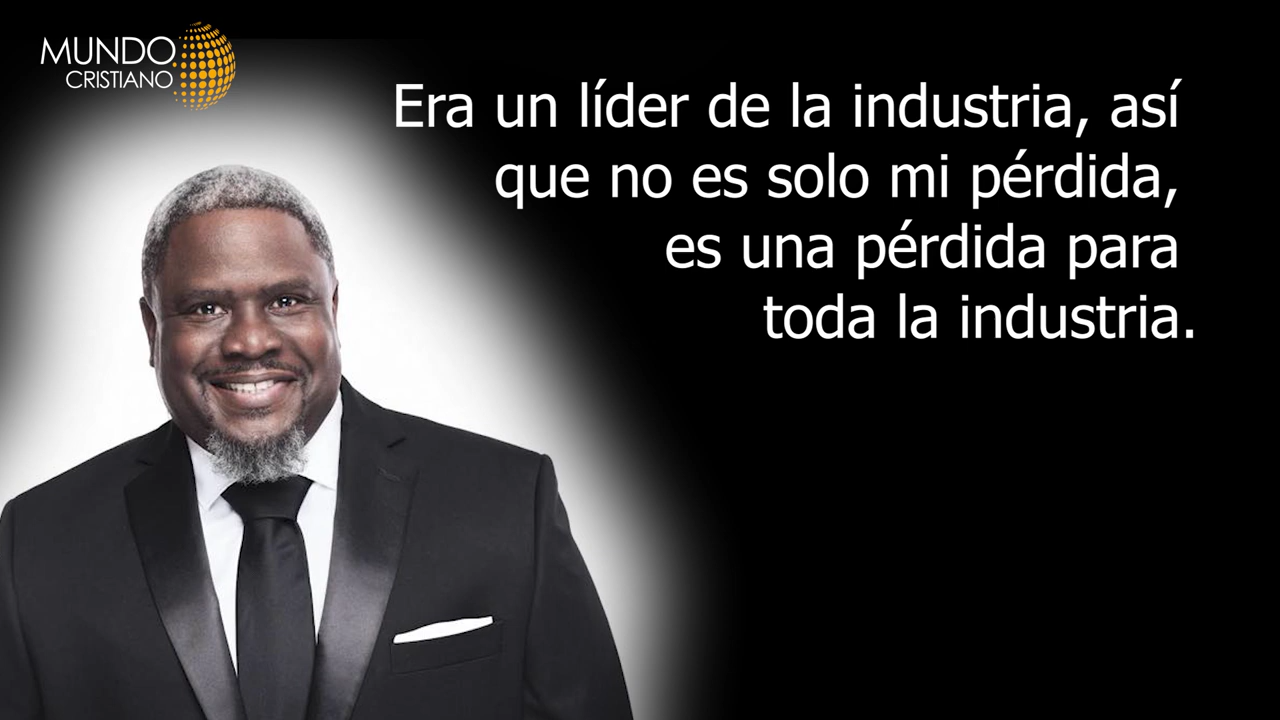 MUNDO
CRISTIANO
Era un líder de la industria, así
que no es solo mi pérdida,
es una pérdida para
toda la industria.